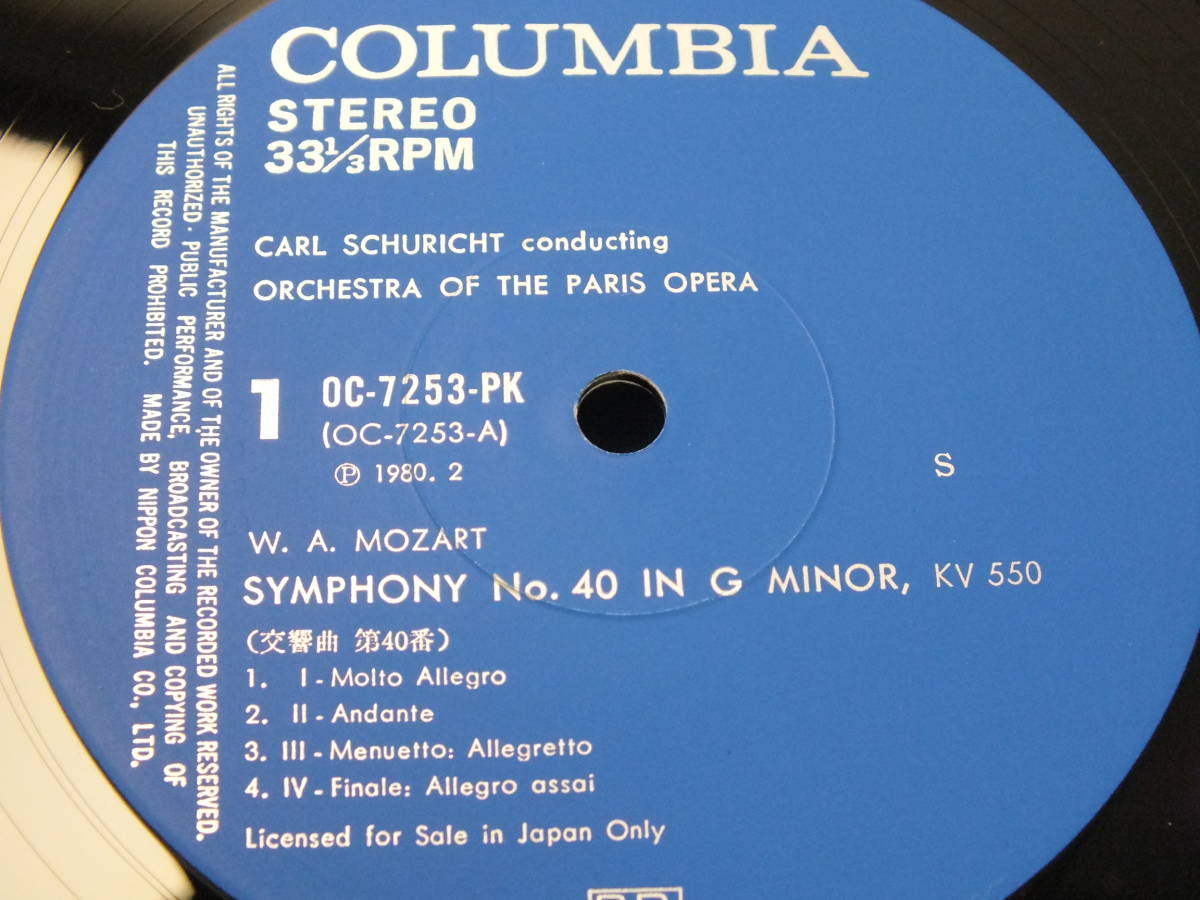 COLUMBIA
STEREO
33⅓RPM
ALL RIGHTS OF THE MANUFACTURER AND OF THE OWNER OF THE RECORDED WORK RESERVED.
UNAUTHORIZED · PUBLIC PERFORMANCE, BROADCASTING AND COPYING OF
THIS RECORD PROHIBITED. MADE BY NIPPON COLUMBIA CO., LTD.
CARL SCHURICHT conducting
ORCHESTRA OF THE PARIS OPERA
1 OC-7253-PK
(OC-7253-A)
℗ 1980. 2
S
W. A. MOZART
SYMPHONY No. 40 IN G MINOR, KV 550
(交響曲 第40番)
1. I - Molto Allegro
2. II - Andante
3. III - Menuetto: Allegretto
4. IV - Finale: Allegro assai
Licensed for Sale in Japan Only